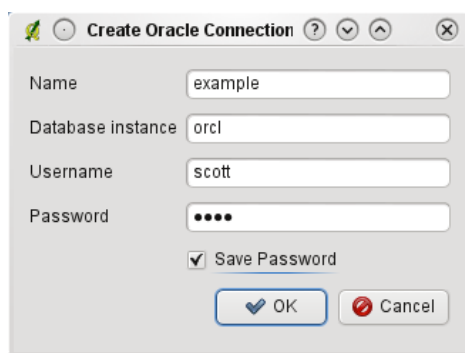 Create Oracle Connection
Name example
Database instance orcl
Username scott
Password ••••
Save Password
OK Cancel